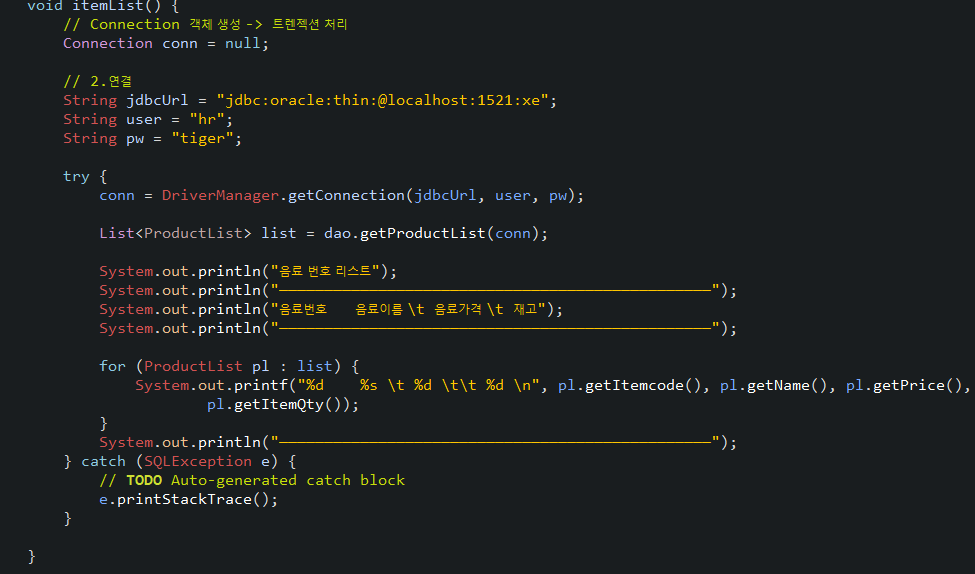 void itemList() {
// Connection 객체 생성 -> 트렌젝션 처리
Connection conn = null;
// 2.연결
String jdbcUrl = "jdbc:oracle:thin:@localhost:1521:xe";
String user = "hr";
String pw = "tiger";
try {
conn = DriverManager.getConnection(jdbcUrl, user, pw);
List<ProductList> list = dao.getProductList(conn);
System.out.println("음료 번호 리스트");
System.out.println("────────────────────────────────────────────────");
System.out.println("음료번호    음료이름 \t 음료가격 \t 재고");
System.out.println("────────────────────────────────────────────────");
for (ProductList pl : list) {
System.out.printf("%d    %s \t %d \t\t %d \n", pl.getItemcode(), pl.getName(), pl.getPrice(),
pl.getItemQty());
}
System.out.println("────────────────────────────────────────────────");
} catch (SQLException e) {
// TODO Auto-generated catch block
e.printStackTrace();
}
}